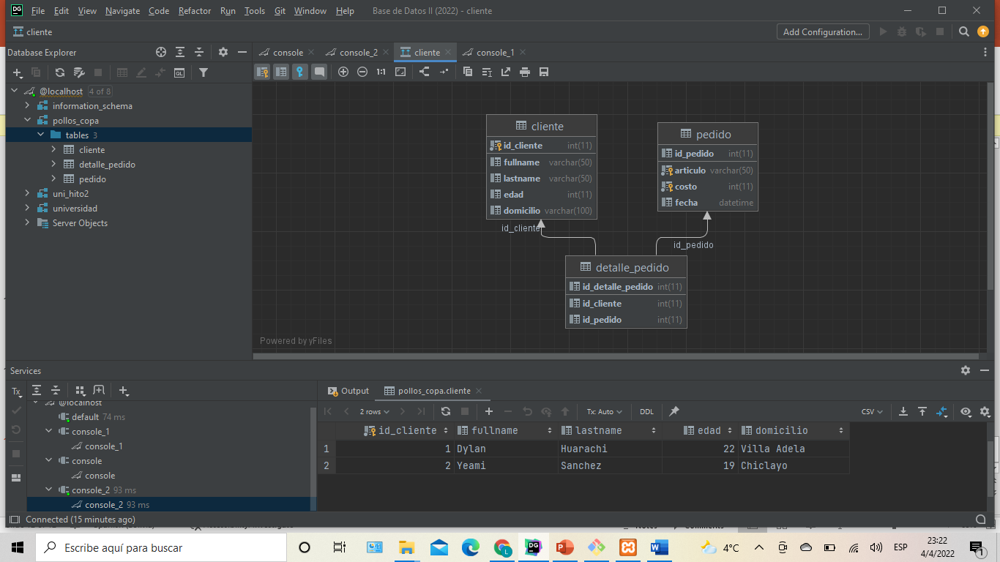 DG File Edit View Navigate Code Refactor Run Tools Git Window Help Base de Datos II (2022) - cliente
cliente Add Configuration...
Database Explorer
console console_2 cliente console_1
QL 1:1
@localhost 4 of 8
information_schema
pollos_copa
tables 3
cliente
detalle_pedido
pedido
uni_hito2
universidad
Server Objects
cliente
id_cliente int(11)
fullname varchar(50)
lastname varchar(50)
edad int(11)
domicilio varchar(100)
pedido
id_pedido int(11)
articulo varchar(50)
costo int(11)
fecha datetime
id_cliente
id_pedido
detalle_pedido
id_detalle_pedido int(11)
id_cliente int(11)
id_pedido int(11)
Powered by yFiles
Services
Tx
@localhost
default 74 ms
console_1
console_1
console
console
console_2 93 ms
console_2 93 ms
Output pollos_copa.cliente
2 rows Tx: Auto DDL CSV
id_cliente fullname lastname edad domicilio
1 1 Dylan Huarachi 22 Villa Adela
2 2 Yeami Sanchez 19 Chiclayo
Connected (15 minutes ago)
Notes Comments
Escribe aquí para buscar
DG
4°C
ESP
23:22
4/4/2022
1